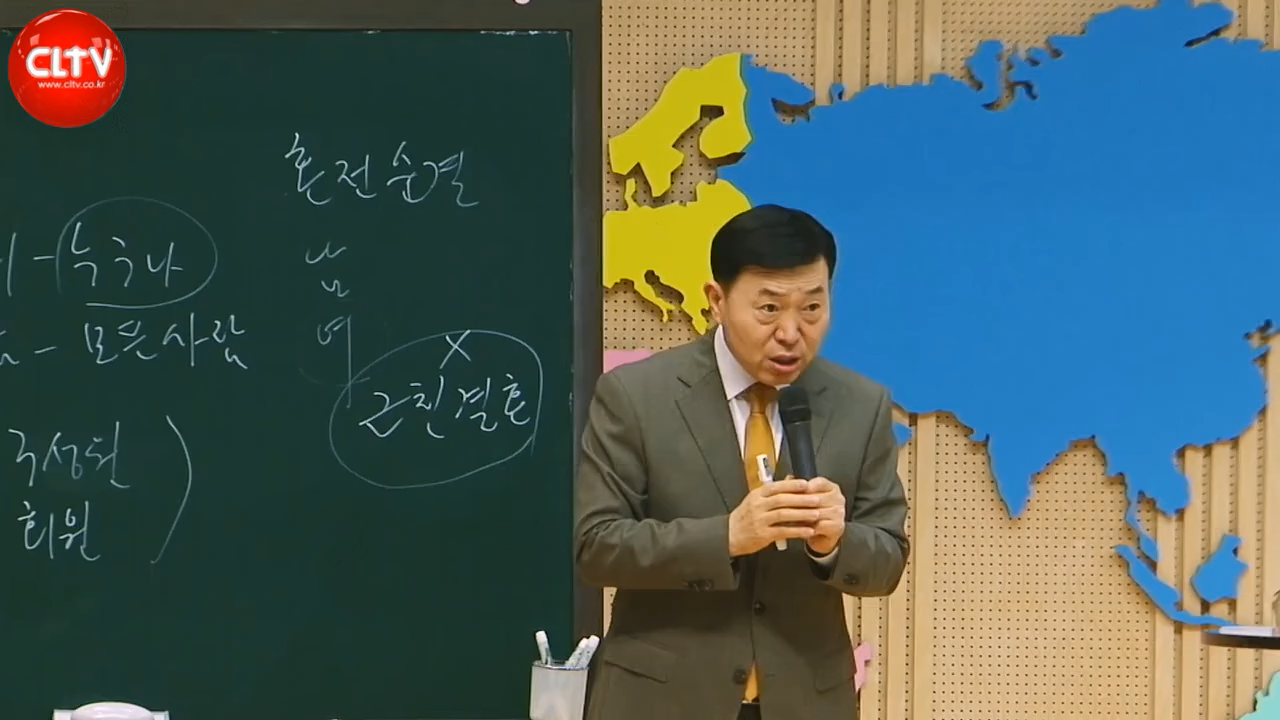 CLTV
www.cltv.co.kr
혼전순결
- 누구나
남
여
- 모든 사람
X
근친결혼
구성원
회원